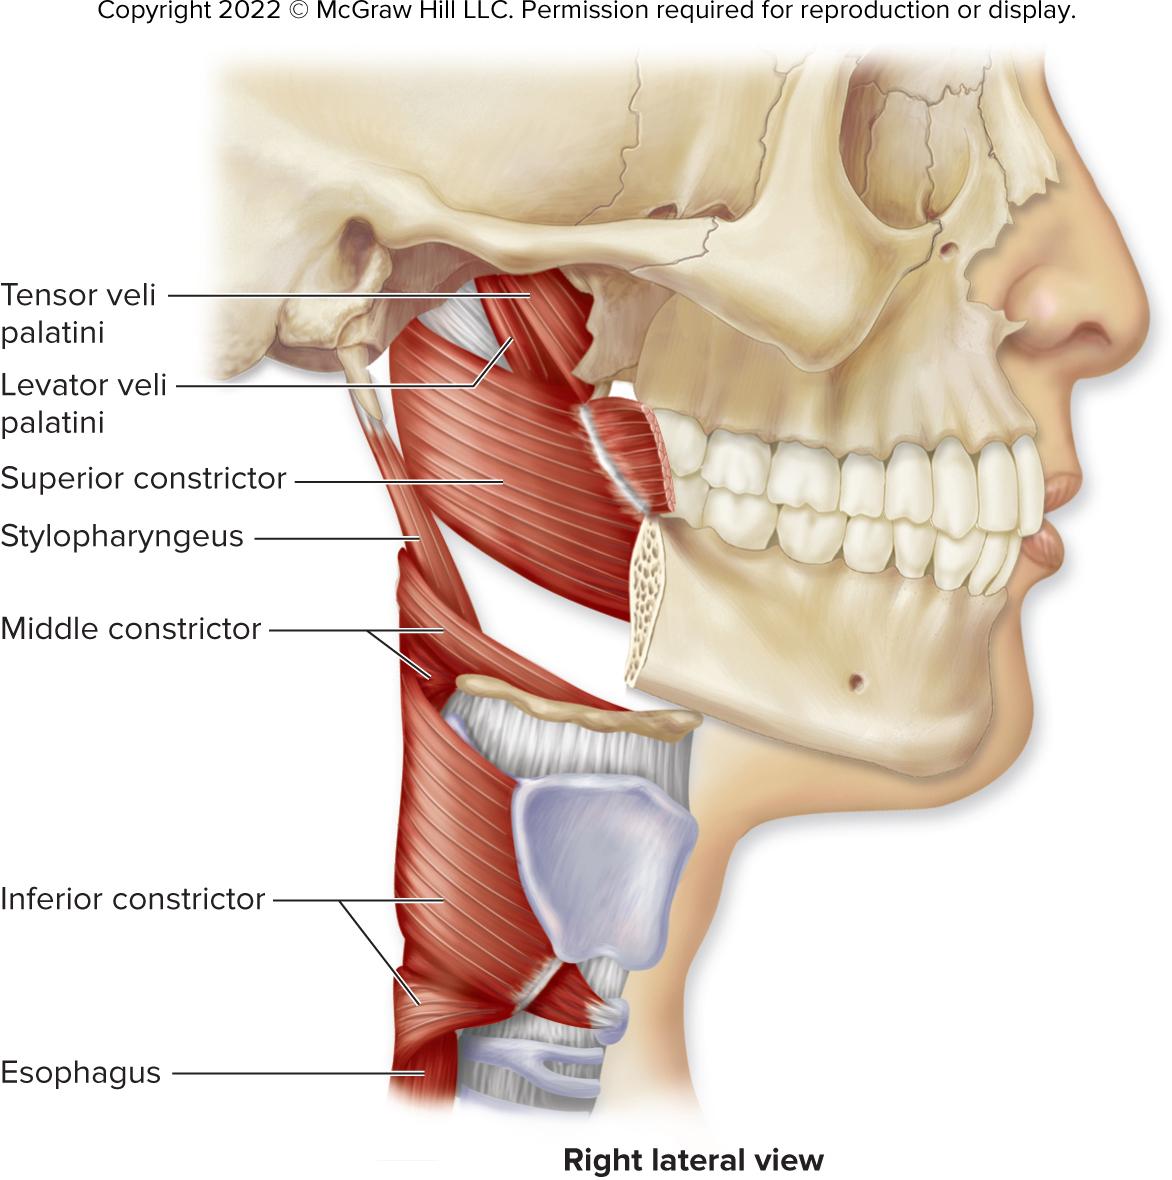 Copyright 2022 © McGraw Hill LLC. Permission required for reproduction or display.
Tensor veli
palatini
Levator veli
palatini
Superior constrictor
Stylopharyngeus
Middle constrictor
Inferior constrictor
Esophagus
Right lateral view